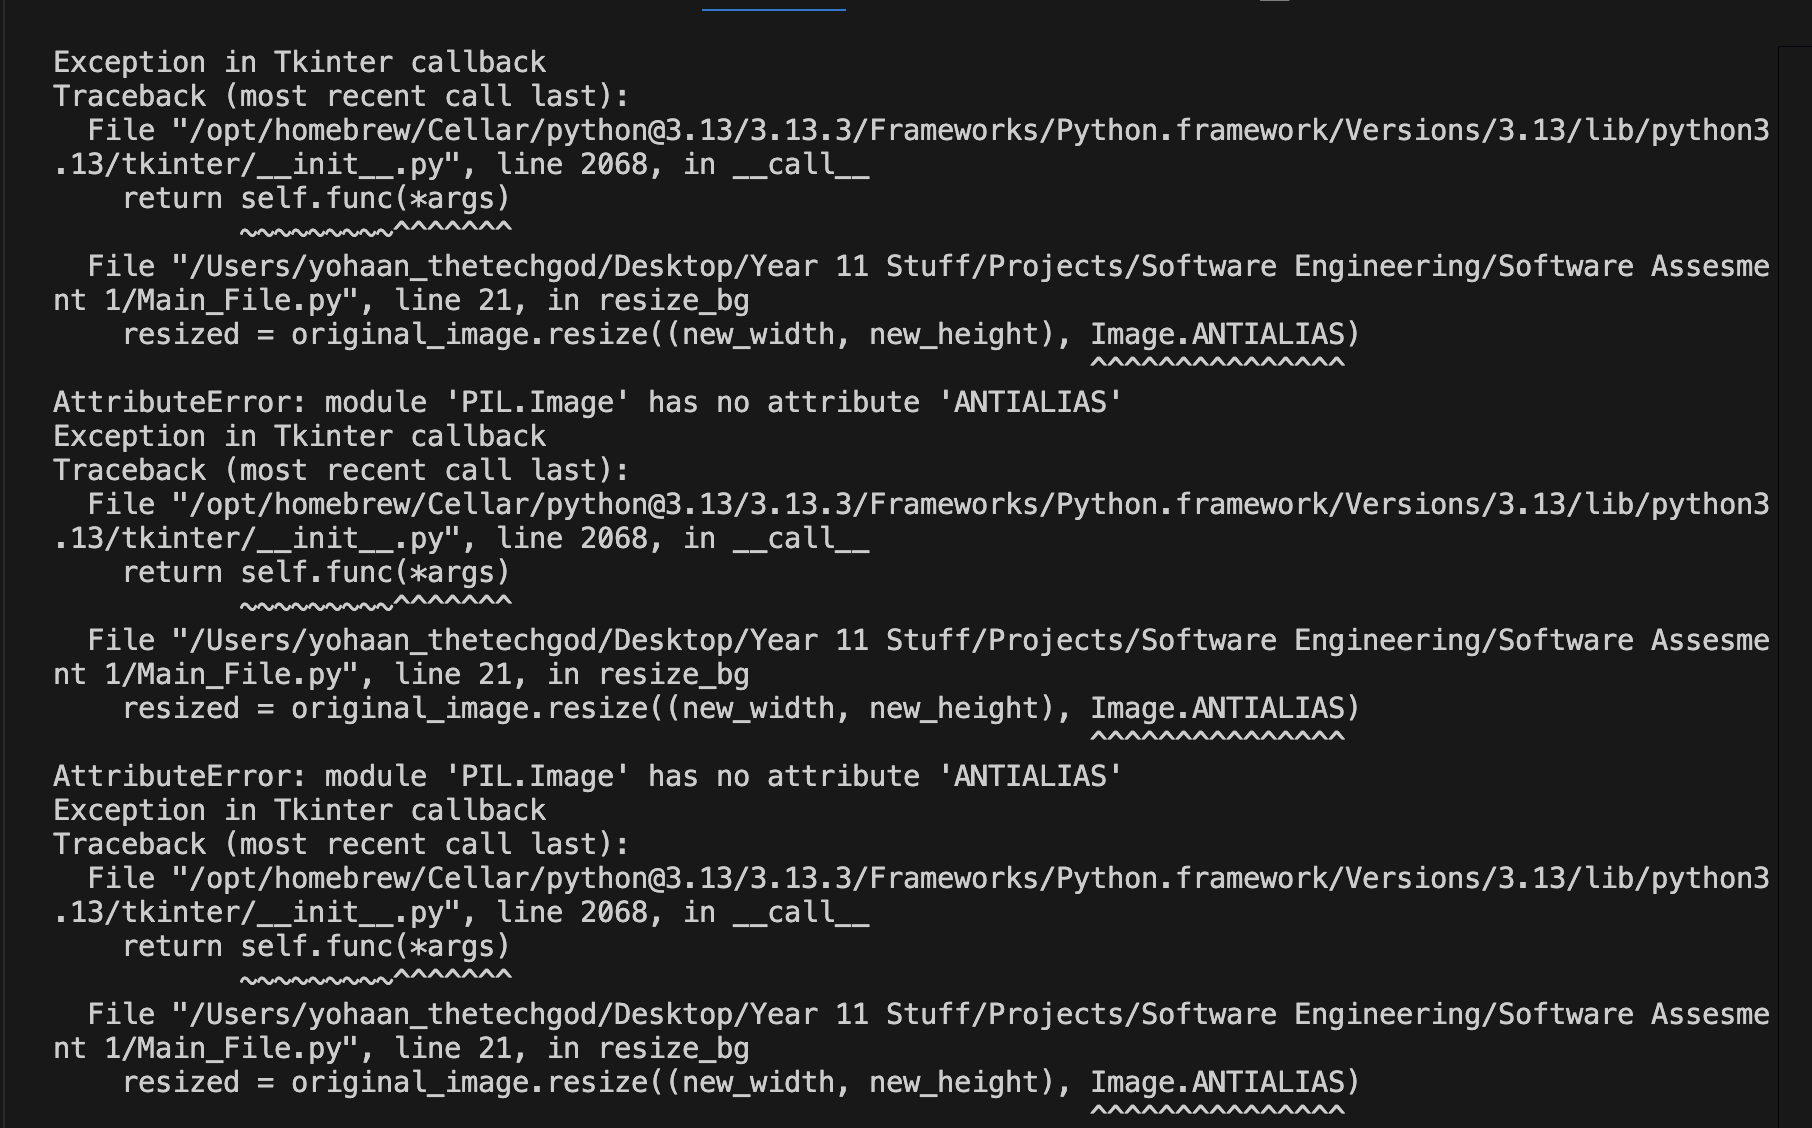 Exception in Tkinter callback
Traceback (most recent call last):
  File "/opt/homebrew/Cellar/python@3.13/3.13.3/Frameworks/Python.framework/Versions/3.13/lib/python3
.13/tkinter/__init__.py", line 2068, in __call__
    return self.func(*args)
           ~~~~~~~~~^^^^^^^
  File "/Users/yohaan_thetechgod/Desktop/Year 11 Stuff/Projects/Software Engineering/Software Assesme
nt 1/Main_File.py", line 21, in resize_bg
    resized = original_image.resize((new_width, new_height), Image.ANTIALIAS)
                                                             ^^^^^^^^^^^^^^^
AttributeError: module 'PIL.Image' has no attribute 'ANTIALIAS'
Exception in Tkinter callback
Traceback (most recent call last):
  File "/opt/homebrew/Cellar/python@3.13/3.13.3/Frameworks/Python.framework/Versions/3.13/lib/python3
.13/tkinter/__init__.py", line 2068, in __call__
    return self.func(*args)
           ~~~~~~~~~^^^^^^^
  File "/Users/yohaan_thetechgod/Desktop/Year 11 Stuff/Projects/Software Engineering/Software Assesme
nt 1/Main_File.py", line 21, in resize_bg
    resized = original_image.resize((new_width, new_height), Image.ANTIALIAS)
                                                             ^^^^^^^^^^^^^^^
AttributeError: module 'PIL.Image' has no attribute 'ANTIALIAS'
Exception in Tkinter callback
Traceback (most recent call last):
  File "/opt/homebrew/Cellar/python@3.13/3.13.3/Frameworks/Python.framework/Versions/3.13/lib/python3
.13/tkinter/__init__.py", line 2068, in __call__
    return self.func(*args)
           ~~~~~~~~~^^^^^^^
  File "/Users/yohaan_thetechgod/Desktop/Year 11 Stuff/Projects/Software Engineering/Software Assesme
nt 1/Main_File.py", line 21, in resize_bg
    resized = original_image.resize((new_width, new_height), Image.ANTIALIAS)
                                                             ^^^^^^^^^^^^^^^